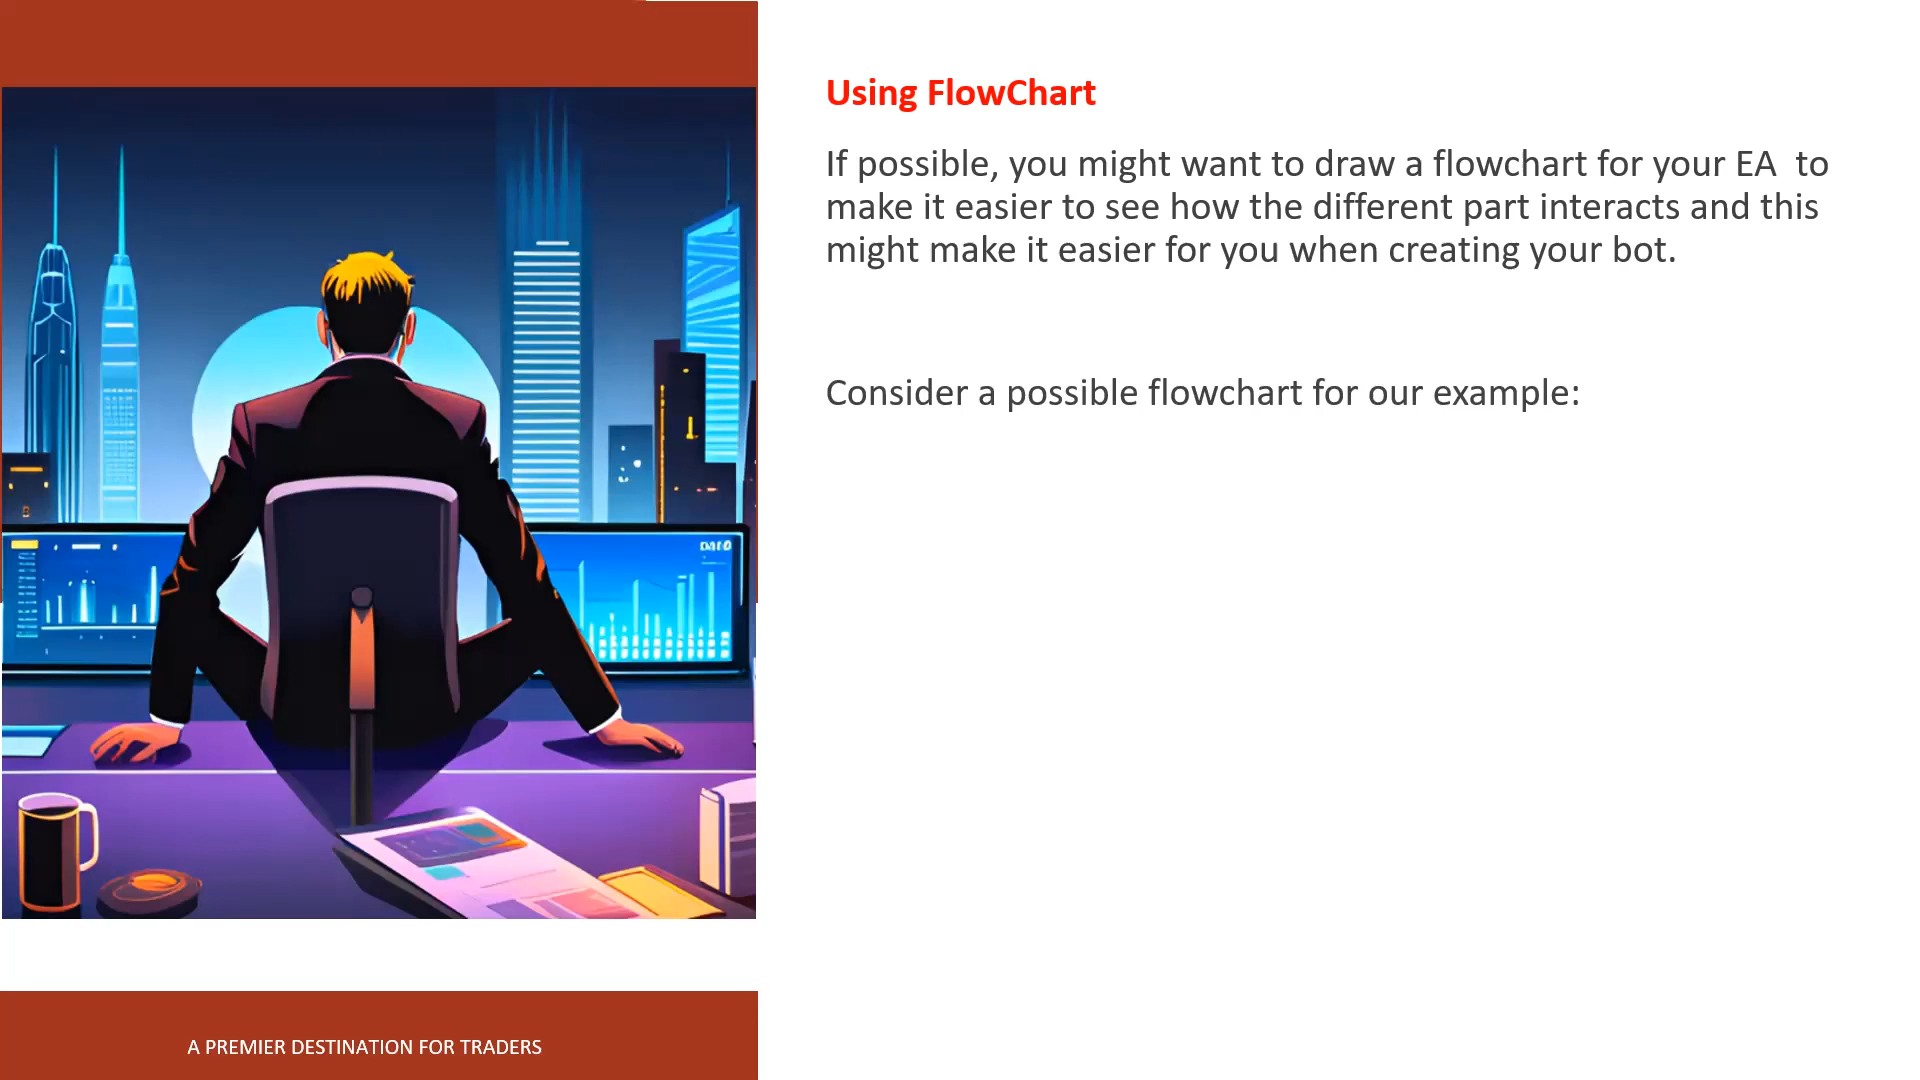 Using FlowChart
If possible, you might want to draw a flowchart for your EA  to
make it easier to see how the different part interacts and this
might make it easier for you when creating your bot.
Consider a possible flowchart for our example:
A PREMIER DESTINATION FOR TRADERS